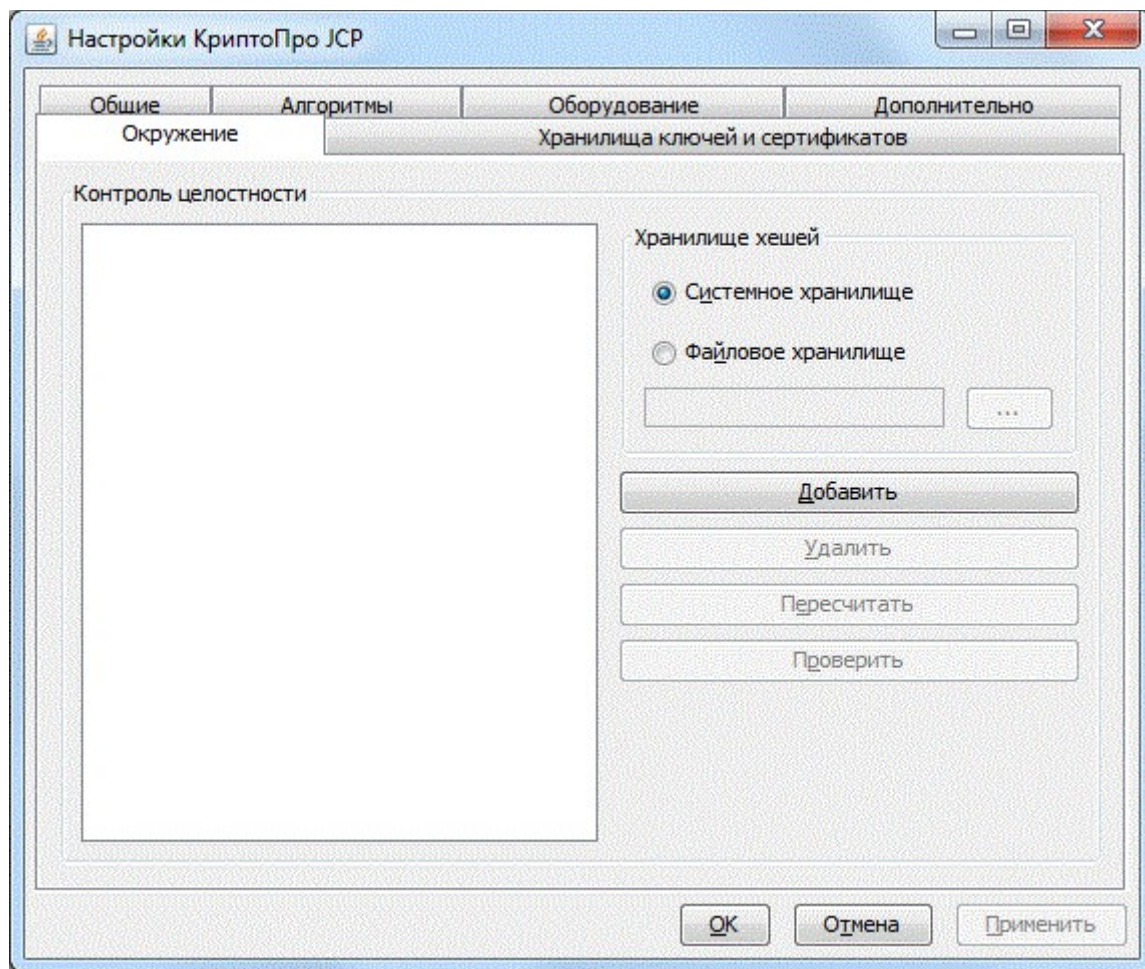 Настройки КриптоПро JCP
Общие Алгоритмы Оборудование Дополнительно
Окружение Хранилища ключей и сертификатов
Контроль целостности
Хранилище хешей
Системное хранилище
Файловое хранилище
...
Добавить
Удалить
Пересчитать
Проверить
OK Отмена Применить